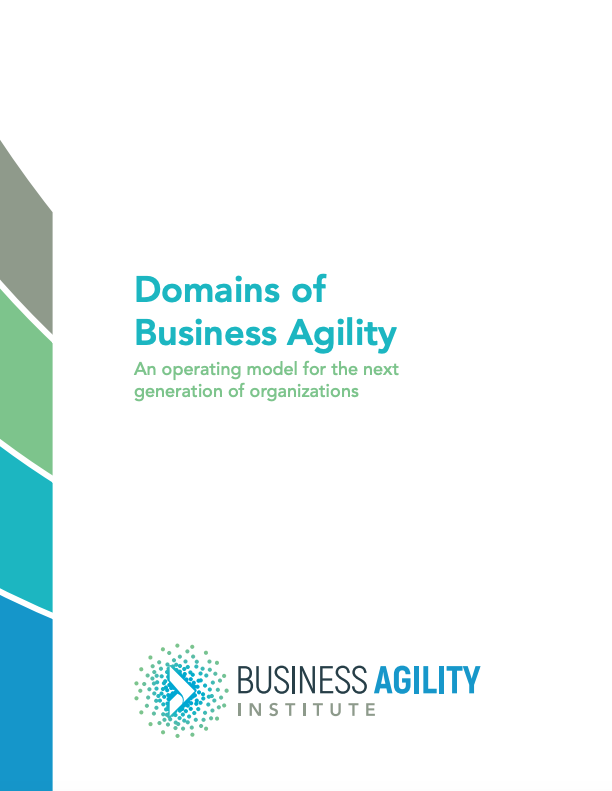 Domains of
Business Agility
An operating model for the next
generation of organizations
BUSINESS AGILITY
INSTITUTE